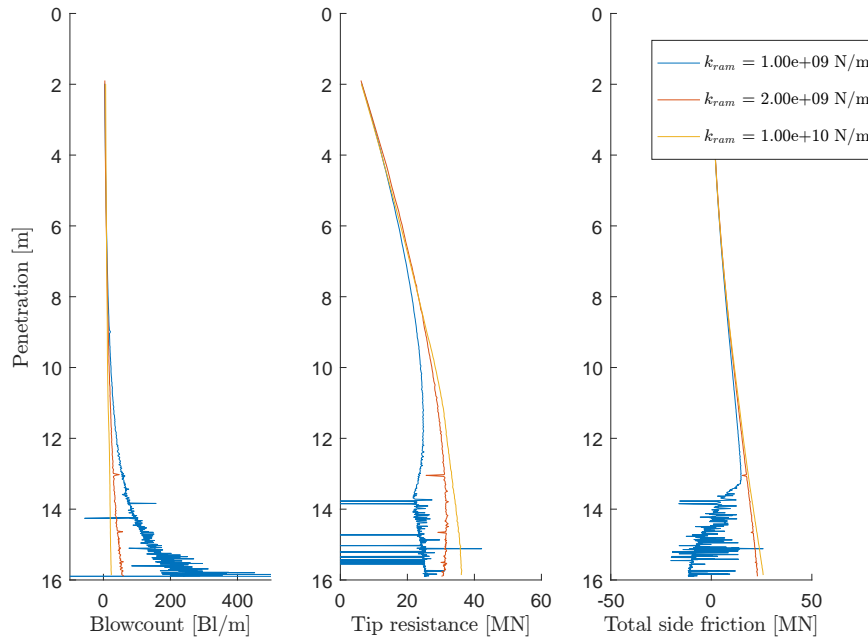 0
2
4
6
8
10
12
14
16
Penetration [m]
0 200 400
Blowcount [Bl/m]
0
2
4
6
8
10
12
14
16
0 20 40 60
Tip resistance [MN]
0
2
4
6
8
10
12
14
16
-50 0 50
Total side friction [MN]
k_ram = 1.00e+09 N/m
k_ram = 2.00e+09 N/m
k_ram = 1.00e+10 N/m